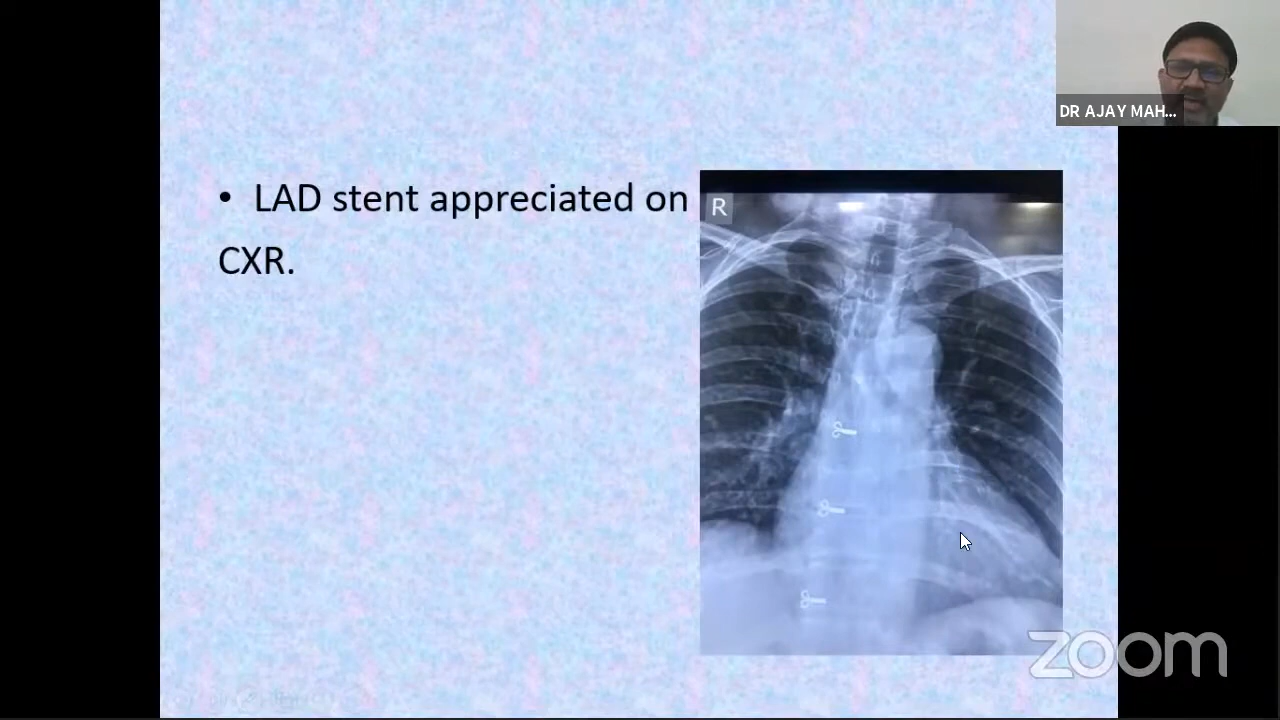 DR AJAY MAH...
• LAD stent appreciated on
CXR.
R
zoom